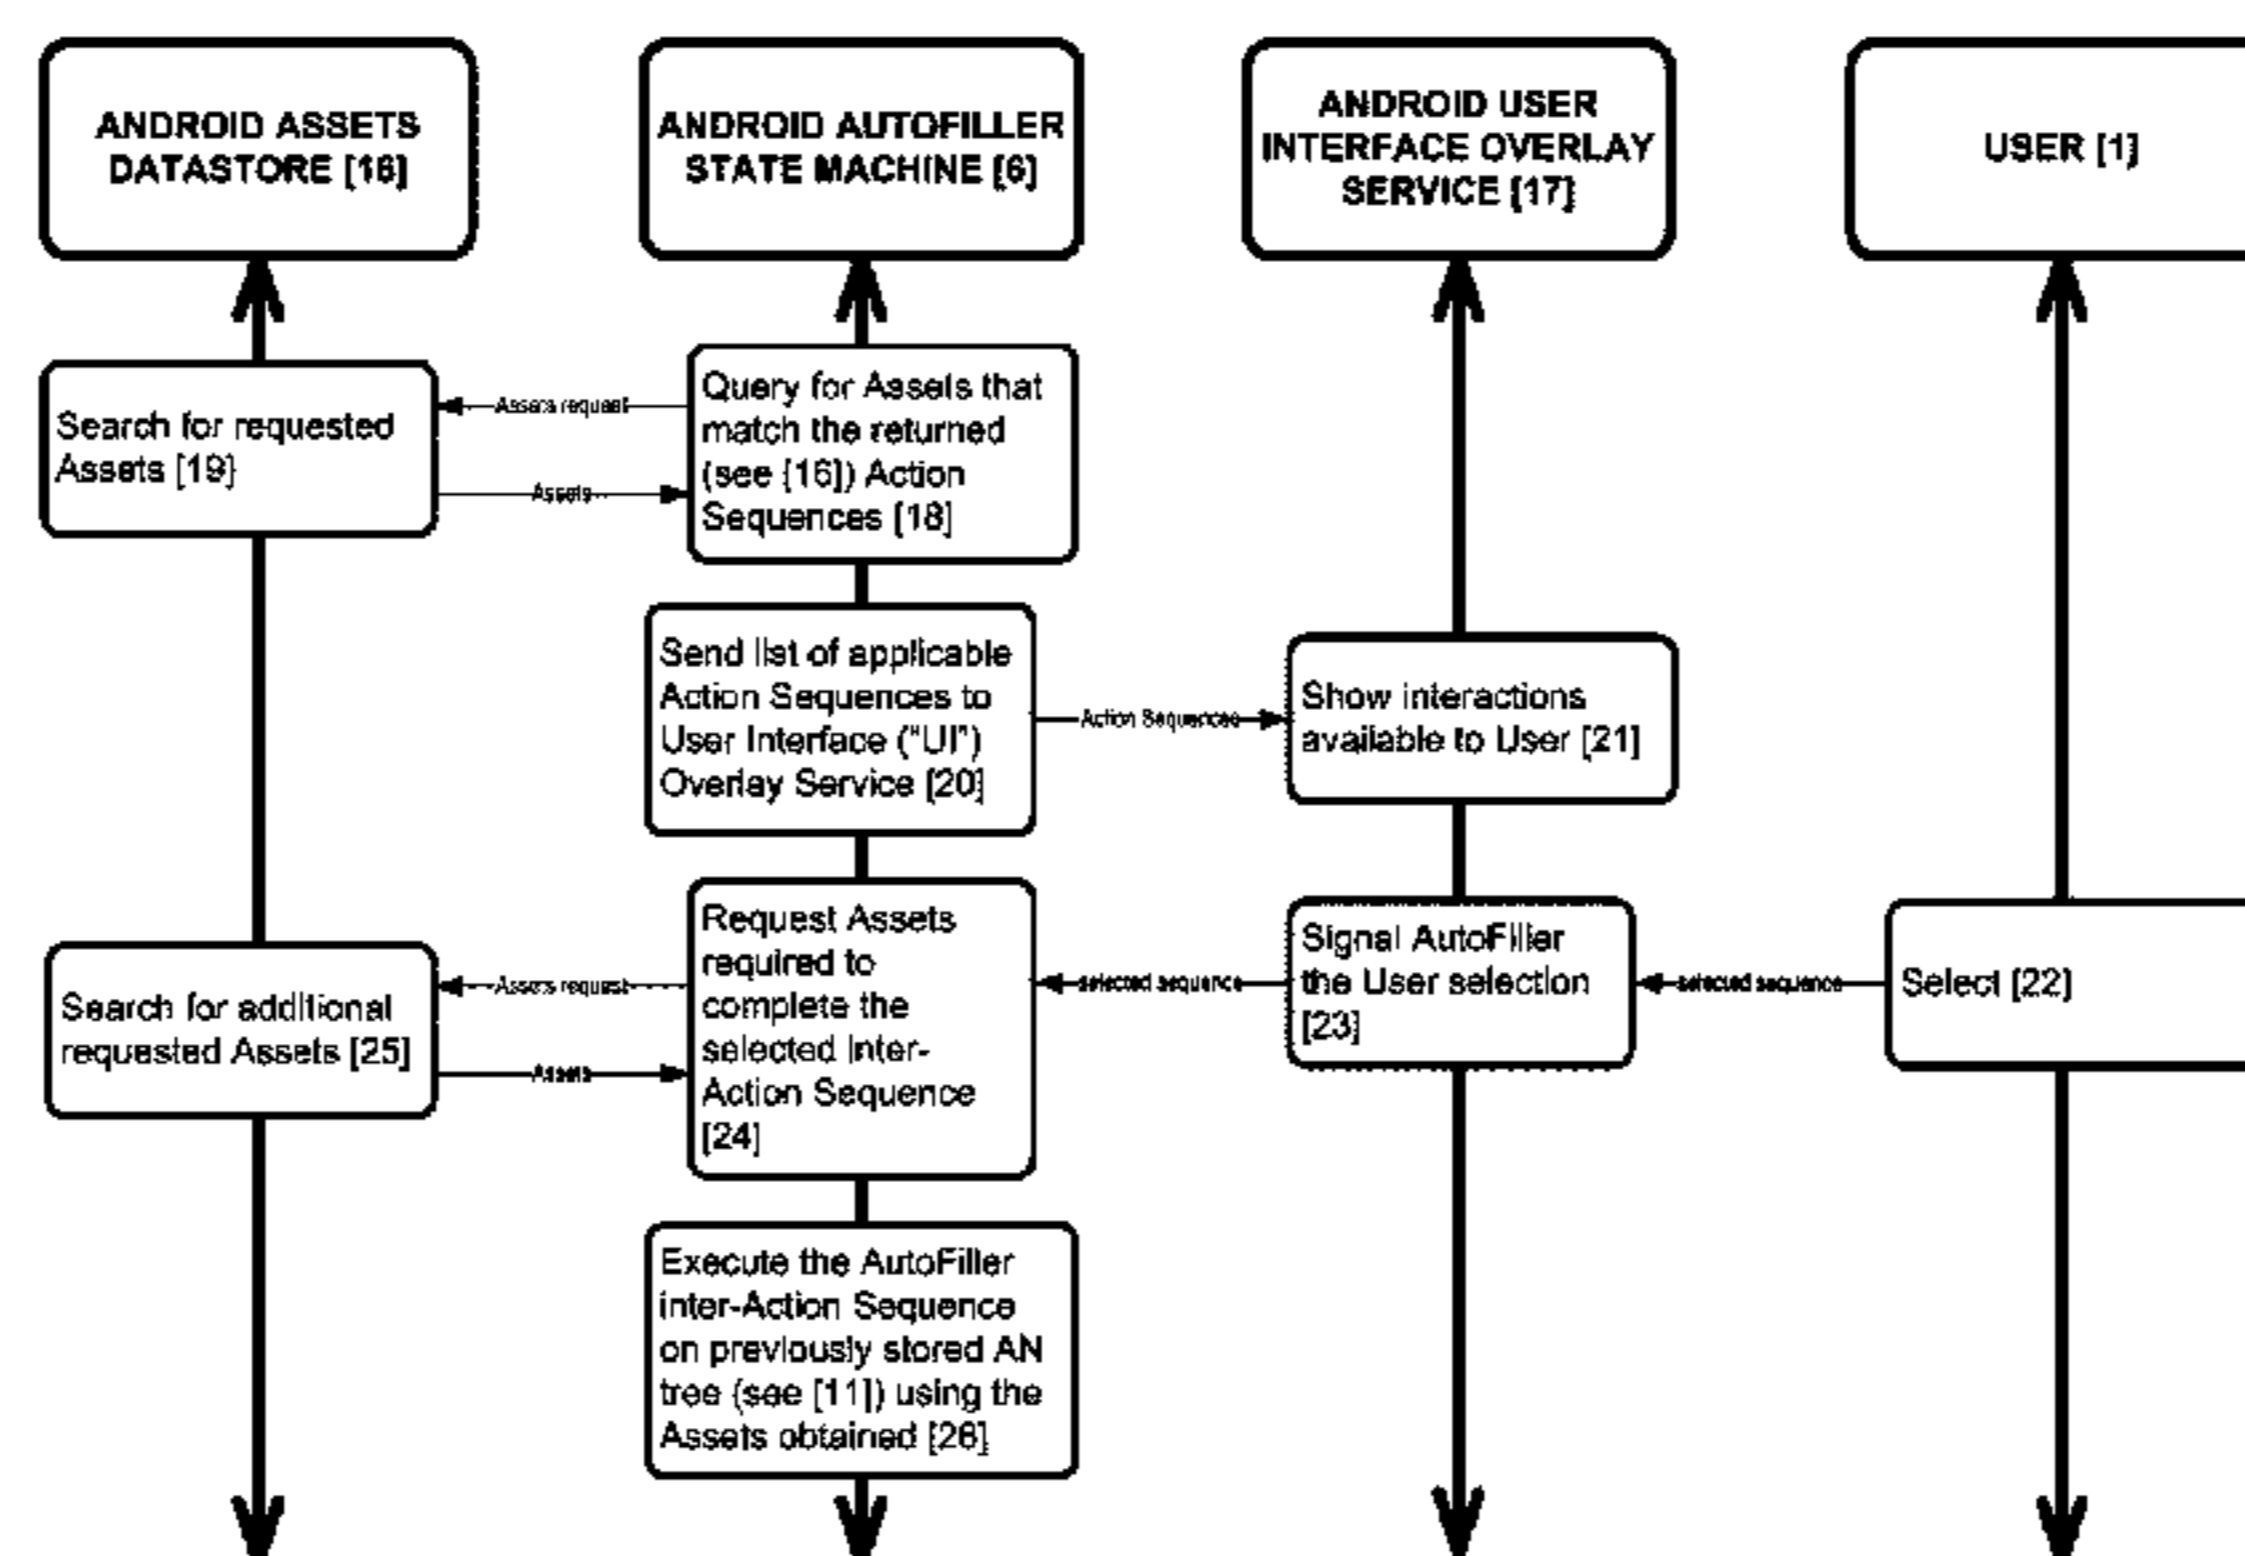 ANDROID ASSETS
DATASTORE [16]
ANDROID AUTOFILLER
STATE MACHINE [6]
ANDROID USER
INTERFACE OVERLAY
SERVICE [17]
USER [1]
Search for requested
Assets [19]
Assets request
Assets
Query for Assets that
match the returned
(see [16]) Action
Sequences [18]
Send list of applicable
Action Sequences to
User Interface ("UI")
Overlay Service [20]
Action Sequences
Show interactions
available to User [21]
Search for additional
requested Assets [25]
Assets request
Assets
Request Assets
required to
complete the
selected Inter-
Action Sequence
[24]
selected sequence
Signal AutoFiller
the User selection
[23]
selected sequence
Select [22]
Execute the AutoFiller
inter-Action Sequence
on previously stored AN
tree (see [11]) using the
Assets obtained [26]